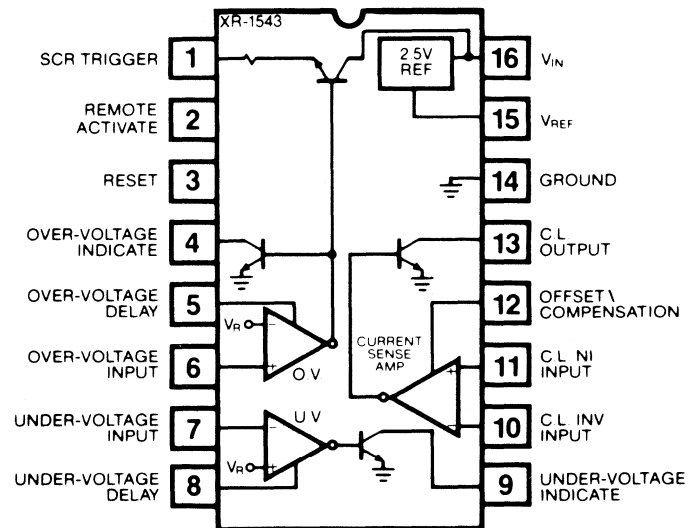 XR-1543
SCR TRIGGER
1
REMOTE
ACTIVATE
2
RESET
3
OVER-VOLTAGE
INDICATE
4
OVER-VOLTAGE
DELAY
5
OVER-VOLTAGE
INPUT
6
UNDER-VOLTAGE
INPUT
7
UNDER-VOLTAGE
DELAY
8
2.5V
REF
VR
O.V
U.V
VR
CURRENT
SENSE
AMP
16
VIN
15
VREF
14
GROUND
13
C.L
OUTPUT
12
OFFSET\
COMPENSATION
11
C.L NI
INPUT
10
C.L. INV
INPUT
9
UNDER-VOLTAGE
INDICATE